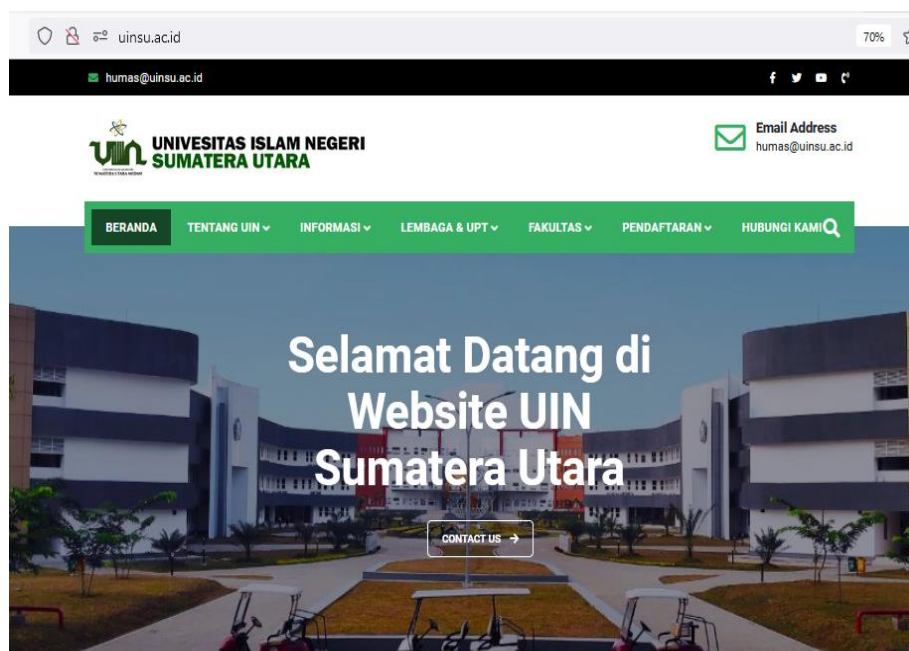 uinsu.ac.id
70%
humas@uinsu.ac.id
UIN
UNIVESITAS ISLAM NEGERI
SUMATERA UTARA
Email Address
humas@uinsu.ac.id
BERANDA TENTANG UIN INFORMASI LEMBAGA & UPT FAKULTAS PENDAFTARAN HUBUNGI KAMI
Selamat Datang di
Website UIN
Sumatera Utara
CONTACT US